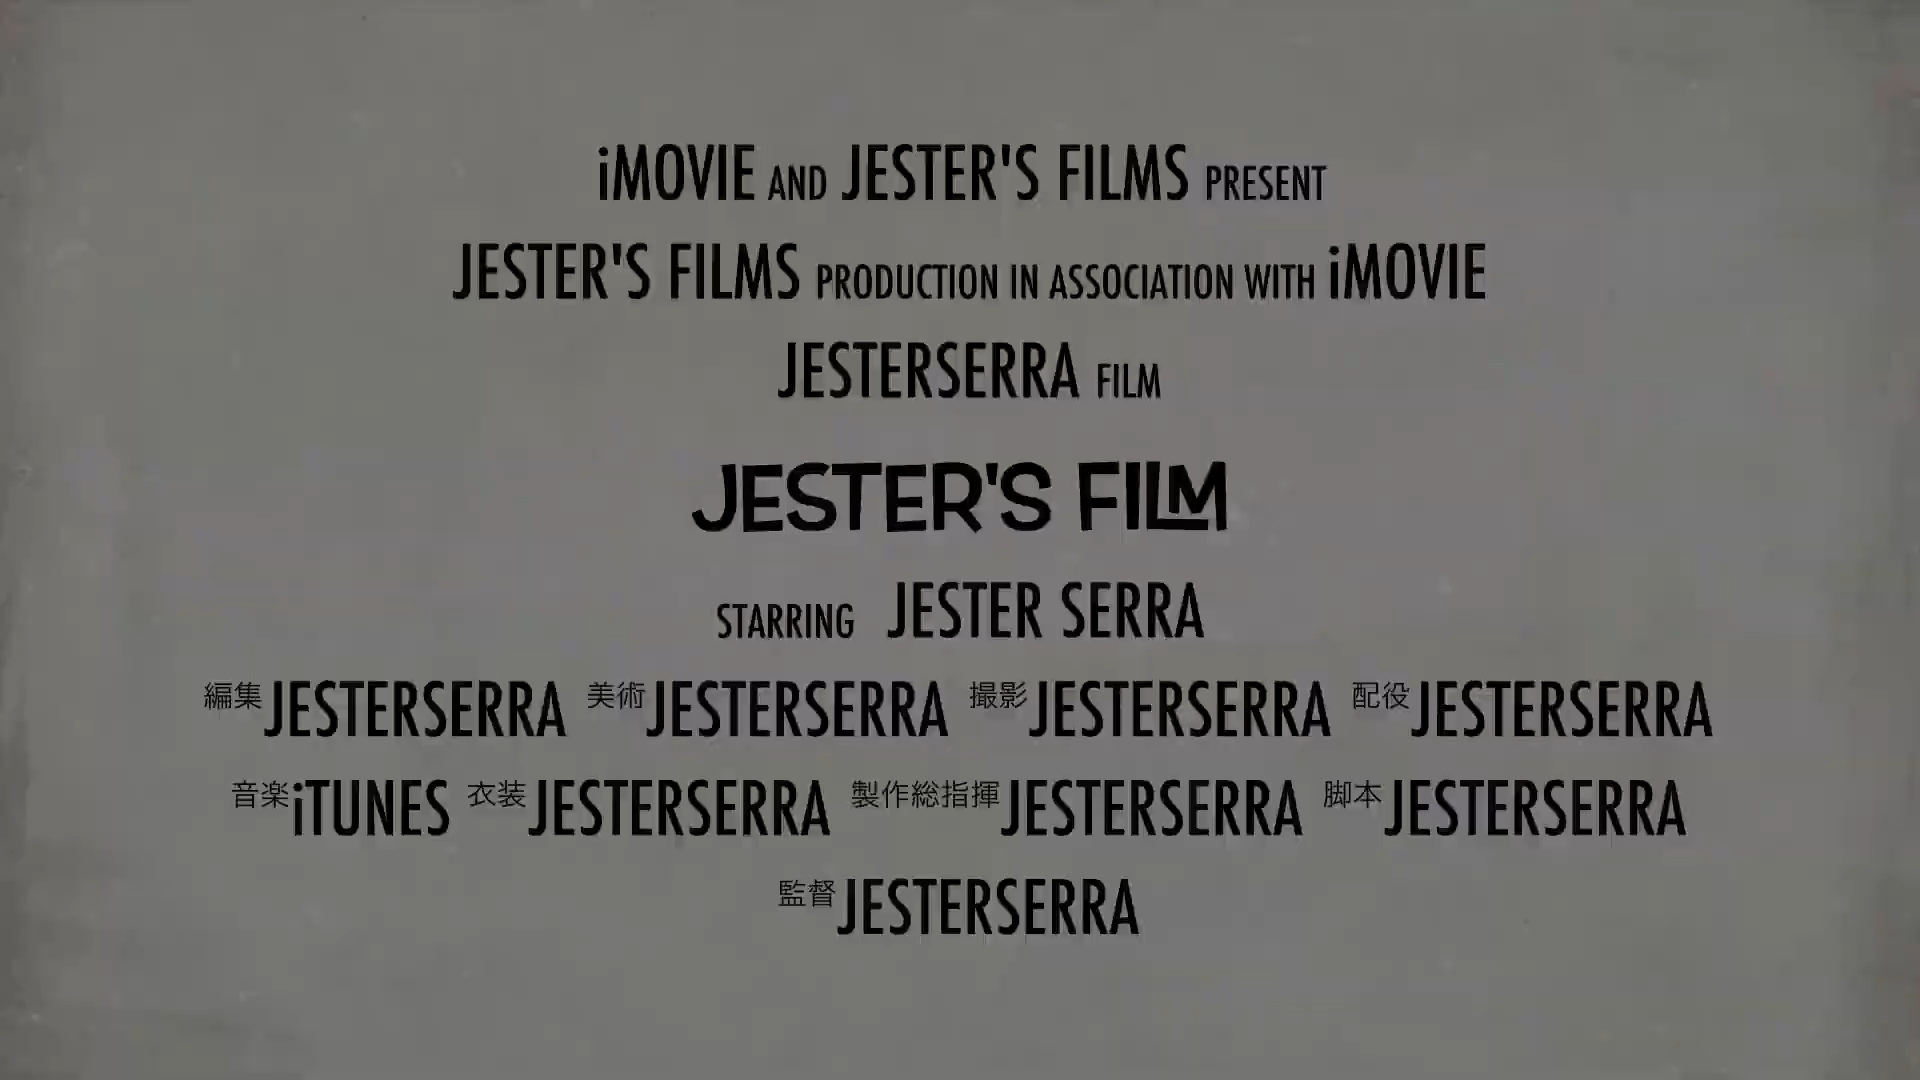 iMOVIE AND JESTER'S FILMS PRESENT
JESTER'S FILMS PRODUCTION IN ASSOCIATION WITH iMOVIE
JESTERSERRA FILM
JESTER'S FILM
STARRING JESTER SERRA
編集JESTERSERRA 美術JESTERSERRA 撮影JESTERSERRA 配役JESTERSERRA
音楽iTUNES 衣装JESTERSERRA 製作総指揮JESTERSERRA 脚本JESTERSERRA
監督JESTERSERRA